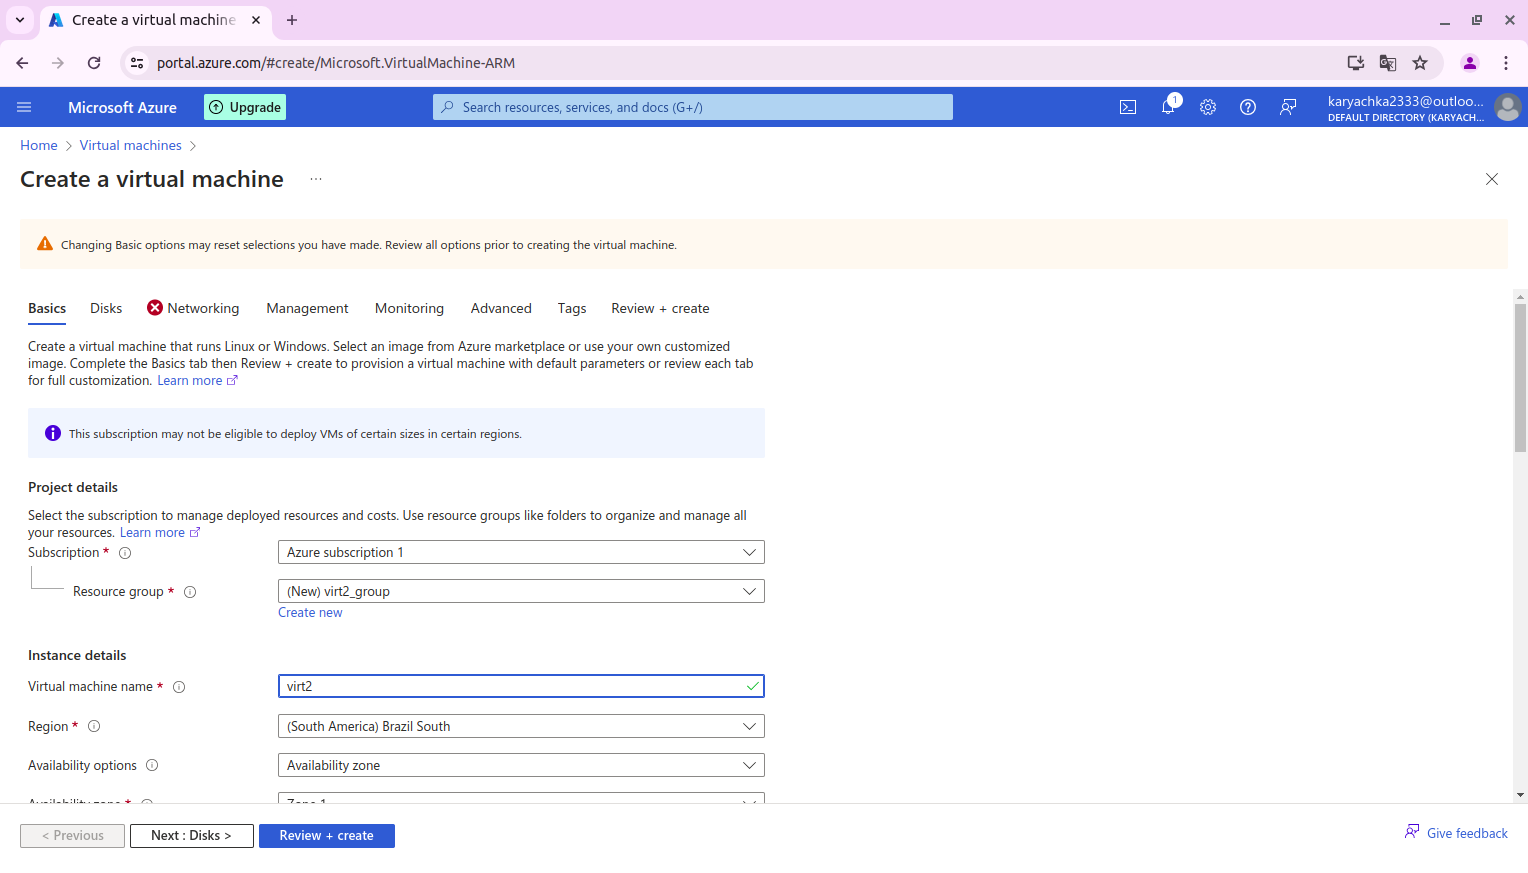 Create a virtual machine
portal.azure.com/#create/Microsoft.VirtualMachine-ARM
Microsoft Azure
Upgrade
Search resources, services, and docs (G+/)
1
karyachka2333@outloo...
DEFAULT DIRECTORY (KARYACH...
Home > Virtual machines >
Create a virtual machine ...
Changing Basic options may reset selections you have made. Review all options prior to creating the virtual machine.
Basics Disks Networking Management Monitoring Advanced Tags Review + create
Create a virtual machine that runs Linux or Windows. Select an image from Azure marketplace or use your own customized
image. Complete the Basics tab then Review + create to provision a virtual machine with default parameters or review each tab
for full customization. Learn more
This subscription may not be eligible to deploy VMs of certain sizes in certain regions.
Project details
Select the subscription to manage deployed resources and costs. Use resource groups like folders to organize and manage all
your resources. Learn more
Subscription * Azure subscription 1
Resource group * (New) virt2_group
Create new
Instance details
Virtual machine name * virt2
Region * (South America) Brazil South
Availability options Availability zone
Availability zone * Zone 1
< Previous Next : Disks > Review + create Give feedback